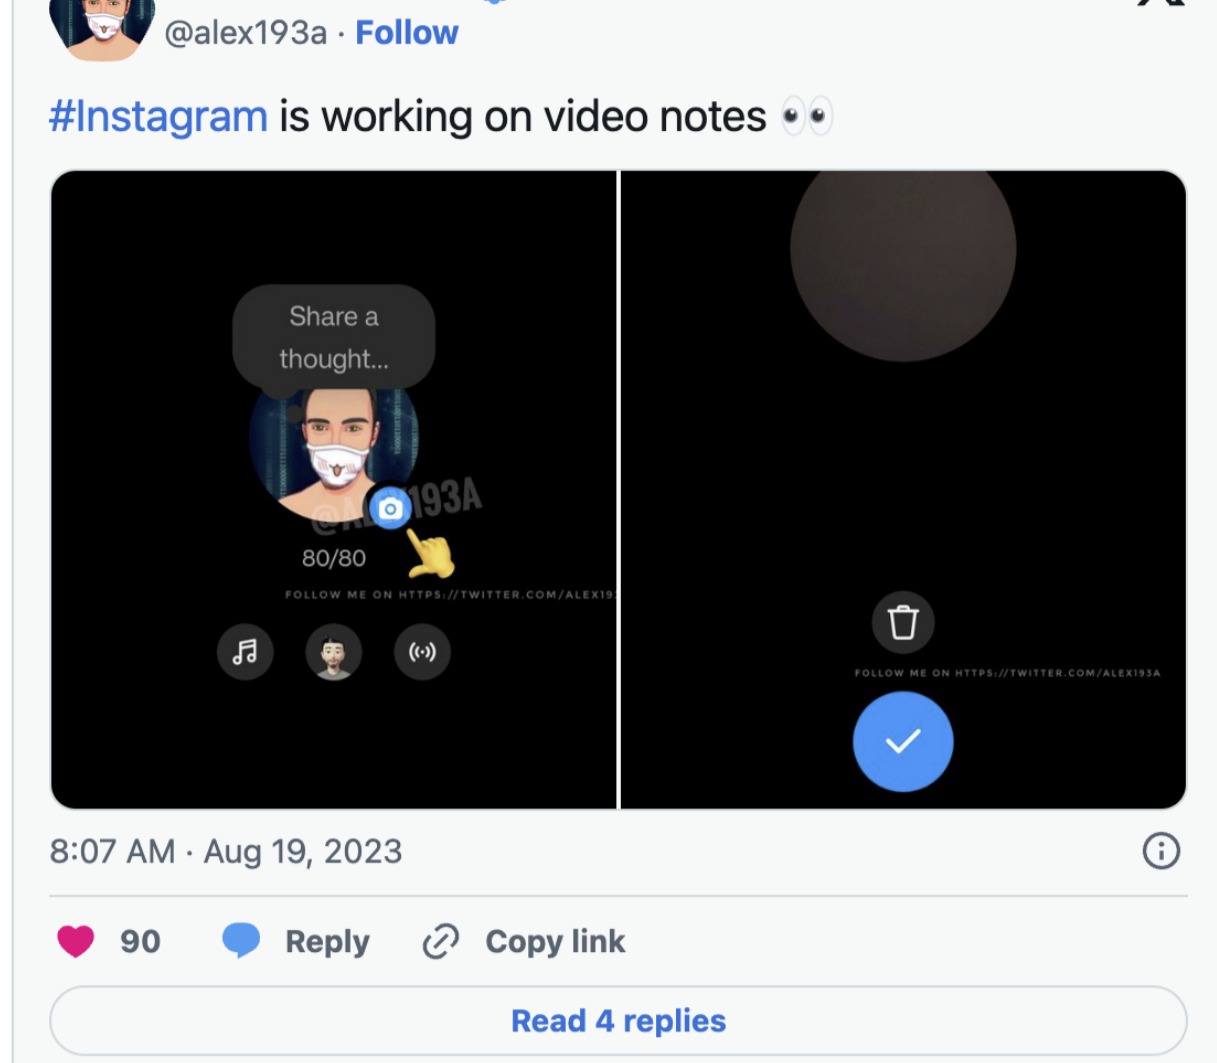 @alex193a · Follow
#Instagram is working on video notes 👀
Share a
thought...
@ALEX193A
80/80
FOLLOW ME ON HTTPS://TWITTER.COM/ALEX193
FOLLOW ME ON HTTPS://TWITTER.COM/ALEX193A
8:07 AM · Aug 19, 2023
90 Reply Copy link
Read 4 replies